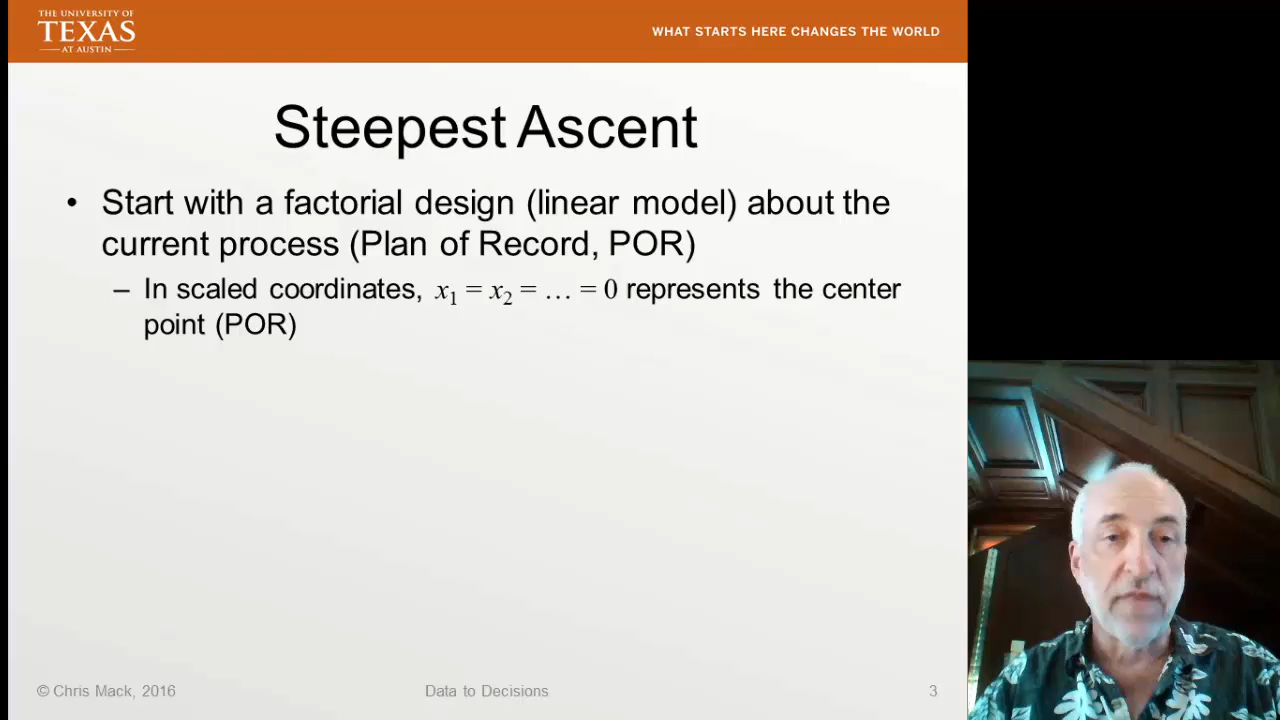 THE UNIVERSITY OF
TEXAS
AT AUSTIN
WHAT STARTS HERE CHANGES THE WORLD
Steepest Ascent
• Start with a factorial design (linear model) about the
current process (Plan of Record, POR)
– In scaled coordinates, x₁ = x₂ = … = 0 represents the center
point (POR)
© Chris Mack, 2016
Data to Decisions
3